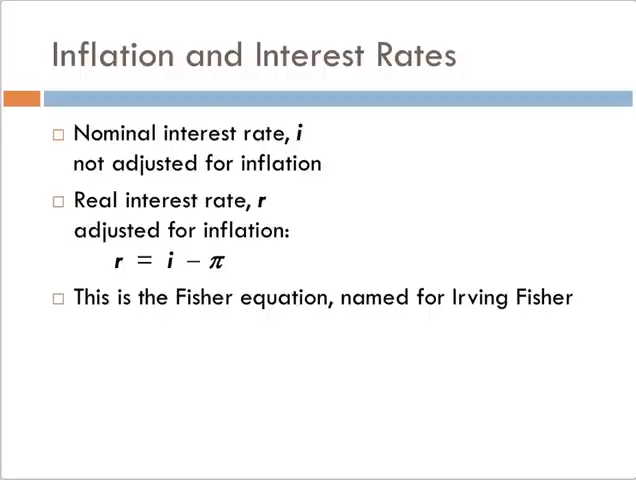 Inflation and Interest Rates
Nominal interest rate, i
not adjusted for inflation
Real interest rate, r
adjusted for inflation:
r = i − π
This is the Fisher equation, named for Irving Fisher